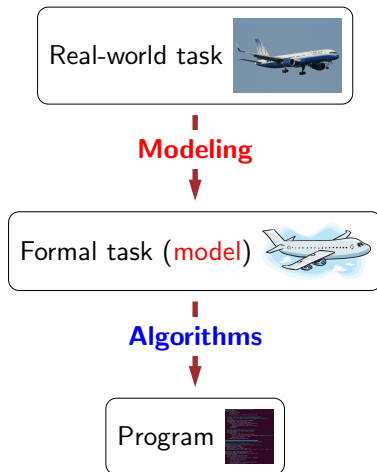 Real-world task
Modeling
Formal task (model)
Algorithms
Program